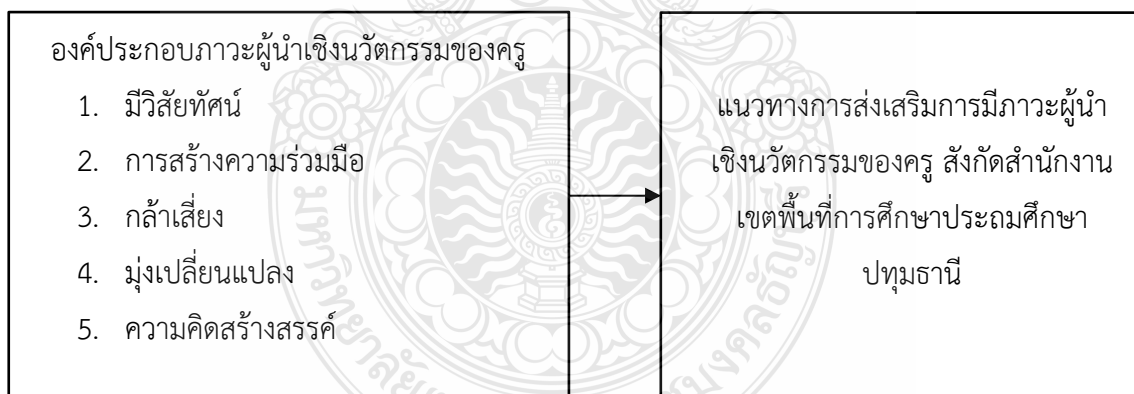 องค์ประกอบภาวะผู้นำเชิงนวัตกรรมของครู
1. มีวิสัยทัศน์
2. การสร้างความร่วมมือ
3. กล้าเสี่ยง
4. มุ่งเปลี่ยนแปลง
5. ความคิดสร้างสรรค์
แนวทางการส่งเสริมการมีภาวะผู้นำ
เชิงนวัตกรรมของครู สังกัดสำนักงาน
เขตพื้นที่การศึกษาประถมศึกษา
ปทุมธานี